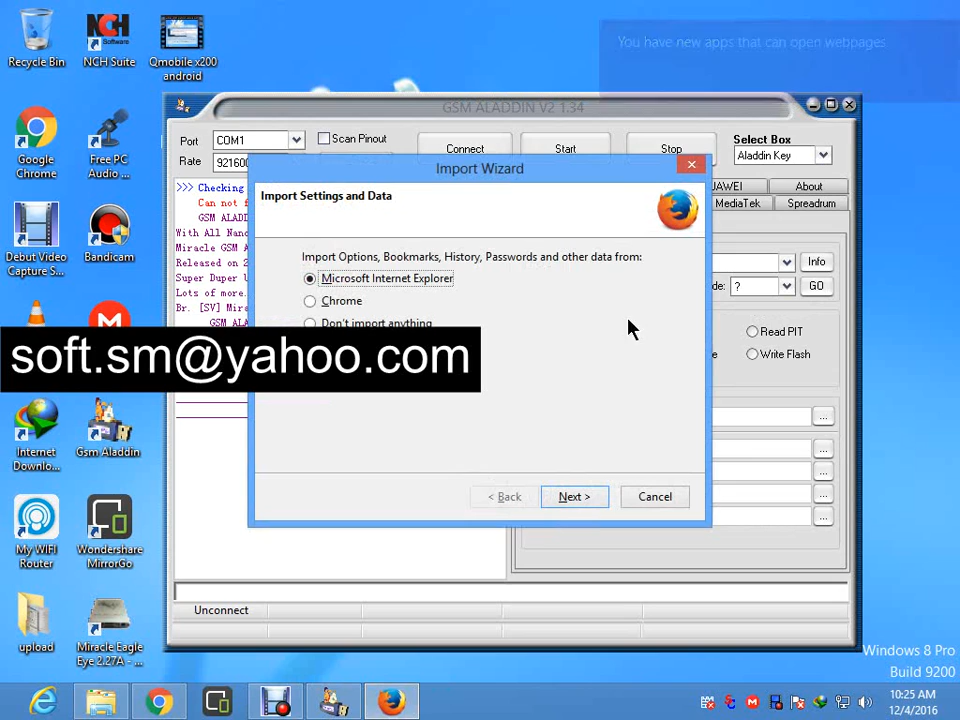 You have new apps that can open webpages
Recycle Bin
NCH Suite
Qmobile x200
android
NCH
Software
GSM ALADDIN V2 1.34
Port
COM1
Scan Pinout
Connect
Start
Stop
Select Box
Aladdin Key
Rate
921600
Google
Chrome
Free PC
Audio ...
Import Wizard
Import Settings and Data
>>> Checking
Can not f
GSM ALADD
With All Nand
Miracle GSM A
Released on 2
Super Duper U
Lots of more.
Br. [SV] Mira
GSM ALA
About
MediaTek
Spreadrum
Import Options, Bookmarks, History, Passwords and other data from:
Microsoft Internet Explorer
Chrome
Don't import anything
Info
de:
?
GO
Read PIT
Write Flash
Debut Video
Capture S...
Bandicam
soft.sm@yahoo.com
...
...
...
...
...
Internet
Downlo...
Gsm Aladdin
< Back
Next >
Cancel
My WIFI
Router
Wondershare
MirrorGo
Unconnect
upload
Miracle Eagle
Eye 2.27A - ...
Windows 8 Pro
Build 9200
10:25 AM
12/4/2016